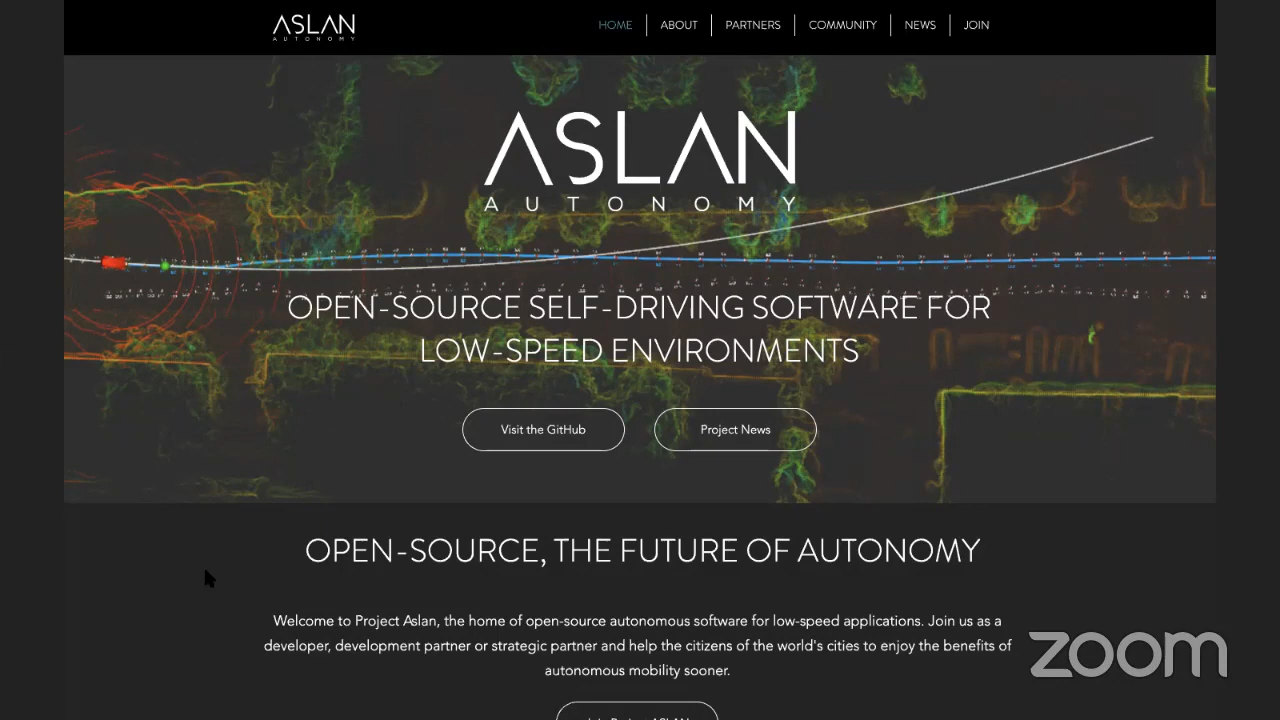 ASLAN
AUTONOMY
HOME
ABOUT
PARTNERS
COMMUNITY
NEWS
JOIN
ASLAN
AUTONOMY
OPEN-SOURCE SELF-DRIVING SOFTWARE FOR
LOW-SPEED ENVIRONMENTS
Visit the GitHub
Project News
OPEN-SOURCE, THE FUTURE OF AUTONOMY
Welcome to Project Aslan, the home of open-source autonomous software for low-speed applications. Join us as a
developer, development partner or strategic partner and help the citizens of the world's cities to enjoy the benefits of
autonomous mobility sooner.
zoom